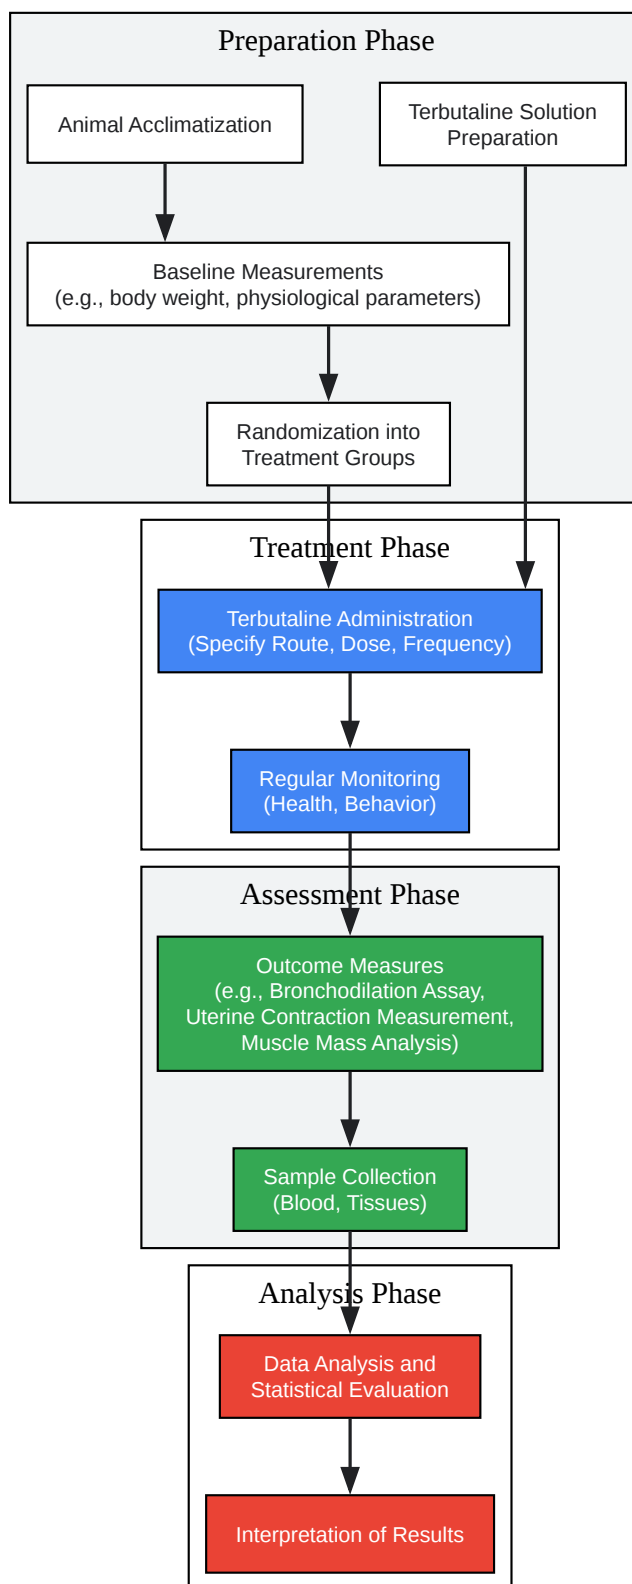 Preparation Phase
Animal Acclimatization
Terbutaline Solution
Preparation
Baseline Measurements
(e.g., body weight, physiological parameters)
Randomization into
Treatment Groups
Treatment Phase
Terbutaline Administration
(Specify Route, Dose, Frequency)
Regular Monitoring
(Health, Behavior)
Assessment Phase
Outcome Measures
(e.g., Bronchodilation Assay,
Uterine Contraction Measurement,
Muscle Mass Analysis)
Sample Collection
(Blood, Tissues)
Analysis Phase
Data Analysis and
Statistical Evaluation
Interpretation of Results